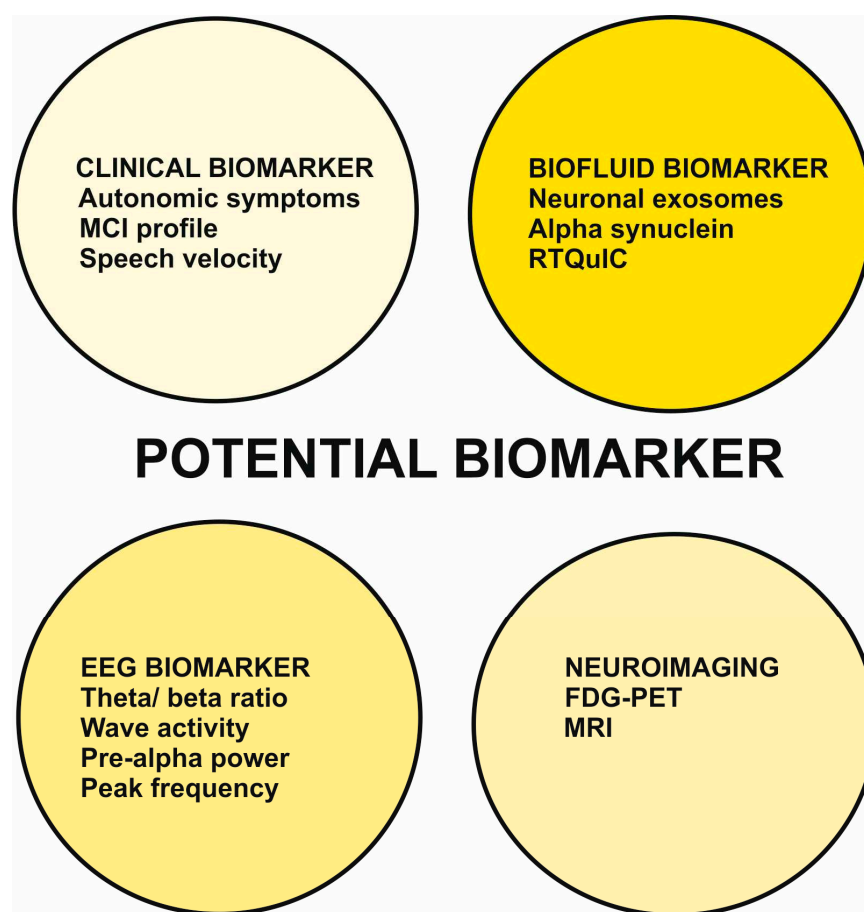 CLINICAL BIOMARKER
Autonomic symptoms
MCI profile
Speech velocity
BIOFLUID BIOMARKER
Neuronal exosomes
Alpha synuclein
RTQuIC
POTENTIAL BIOMARKER
EEG BIOMARKER
Theta/ beta ratio
Wave activity
Pre-alpha power
Peak frequency
NEUROIMAGING
FDG-PET
MRI